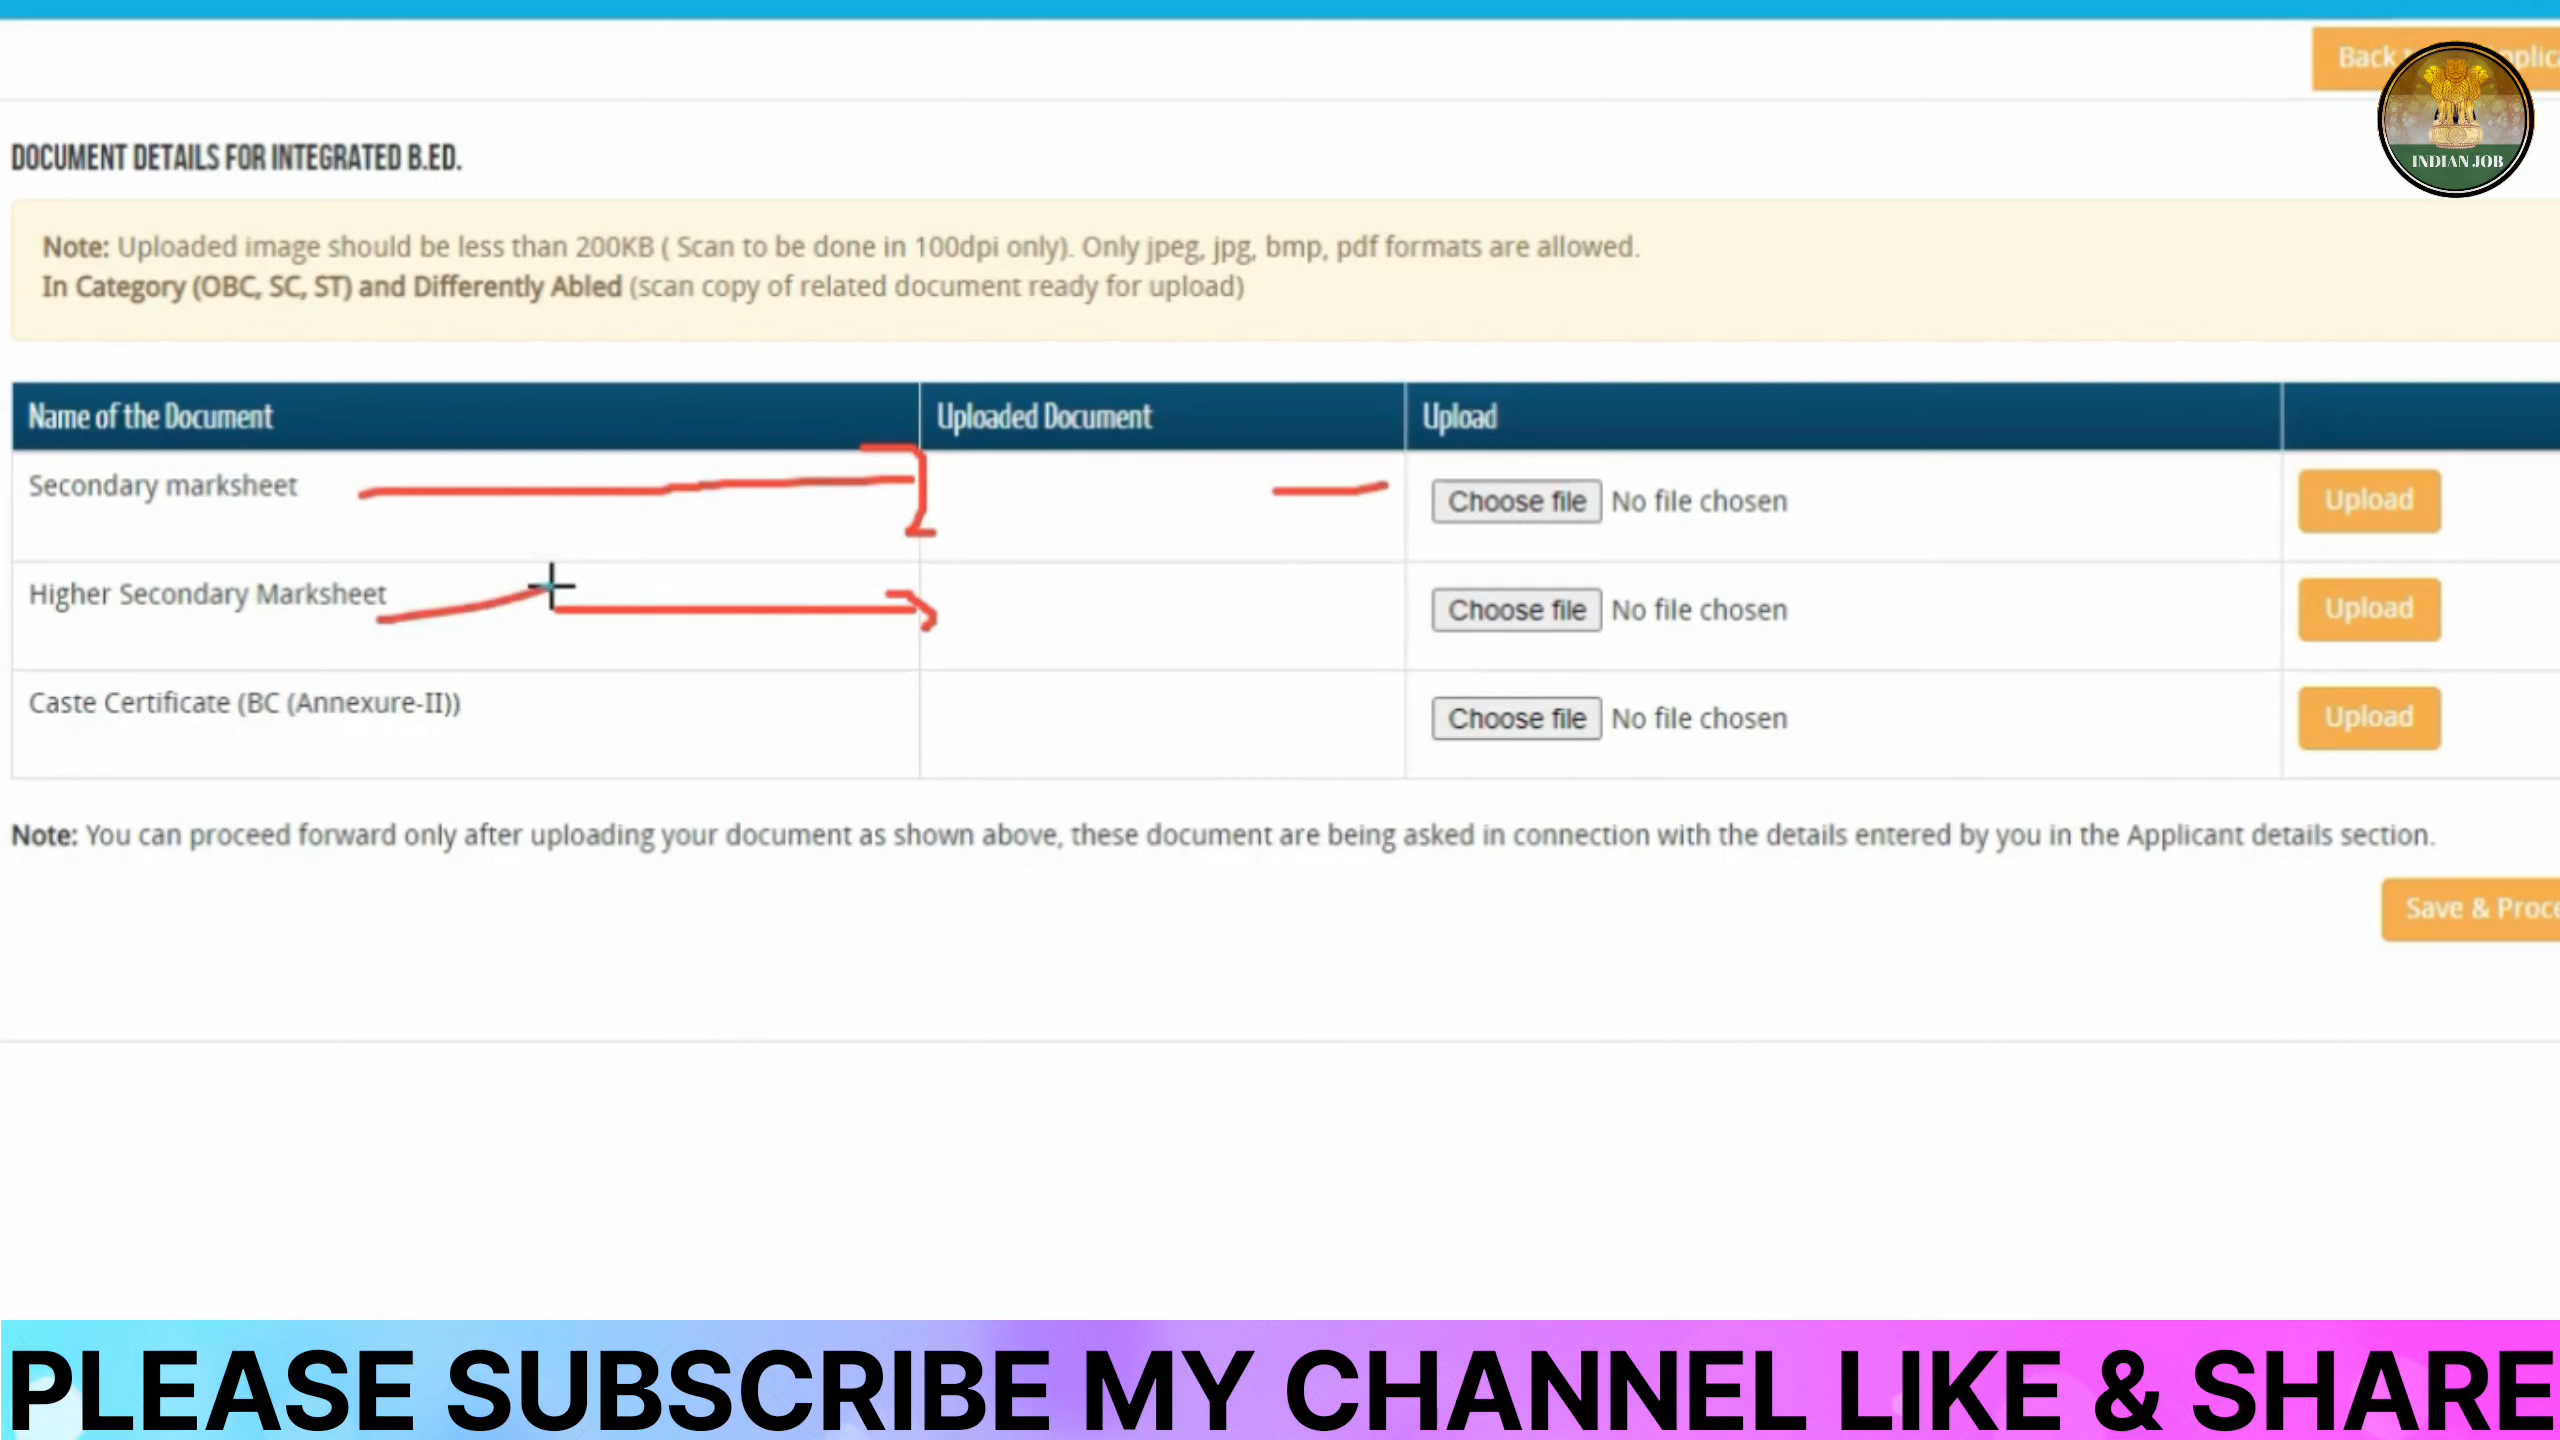 Back
DOCUMENT DETAILS FOR INTEGRATED B.ED.
INDIAN JOB
Note: Uploaded image should be less than 200KB ( Scan to be done in 100dpi only). Only jpeg, jpg, bmp, pdf formats are allowed.
In Category (OBC, SC, ST) and Differently Abled (scan copy of related document ready for upload)
Name of the Document Uploaded Document Upload
Secondary marksheet Choose file No file chosen Upload
Higher Secondary Marksheet Choose file No file chosen Upload
Caste Certificate (BC (Annexure-II)) Choose file No file chosen Upload
Note: You can proceed forward only after uploading your document as shown above, these document are being asked in connection with the details entered by you in the Applicant details section.
Save &
PLEASE SUBSCRIBE MY CHANNEL LIKE & SHARE